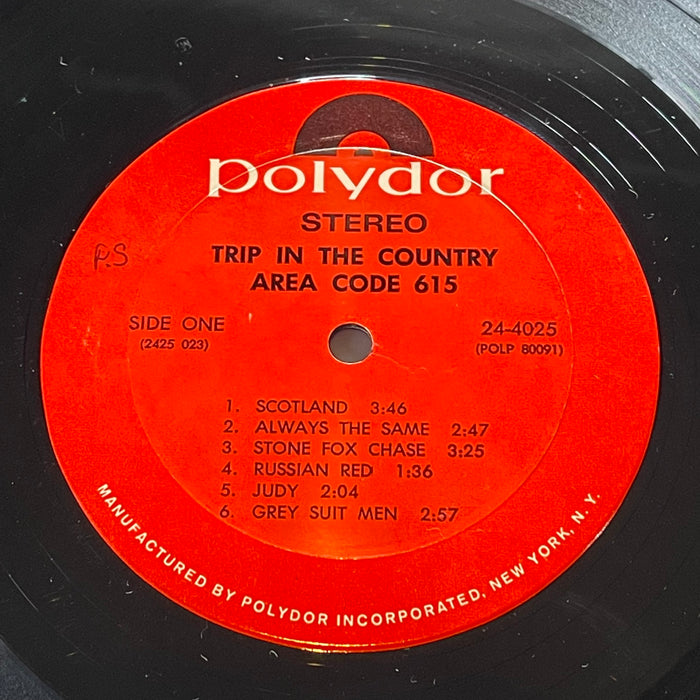 polydor
STEREO
TRIP IN THE COUNTRY
AREA CODE 615
P.S
SIDE ONE
(2425 023)
24-4025
(POLP 80091)
1. SCOTLAND 3:46
2. ALWAYS THE SAME 2:47
3. STONE FOX CHASE 3:25
4. RUSSIAN RED 1:36
5. JUDY 2:04
6. GREY SUIT MEN 2:57
MANUFACTURED BY POLYDOR INCORPORATED, NEW YORK, N.Y.